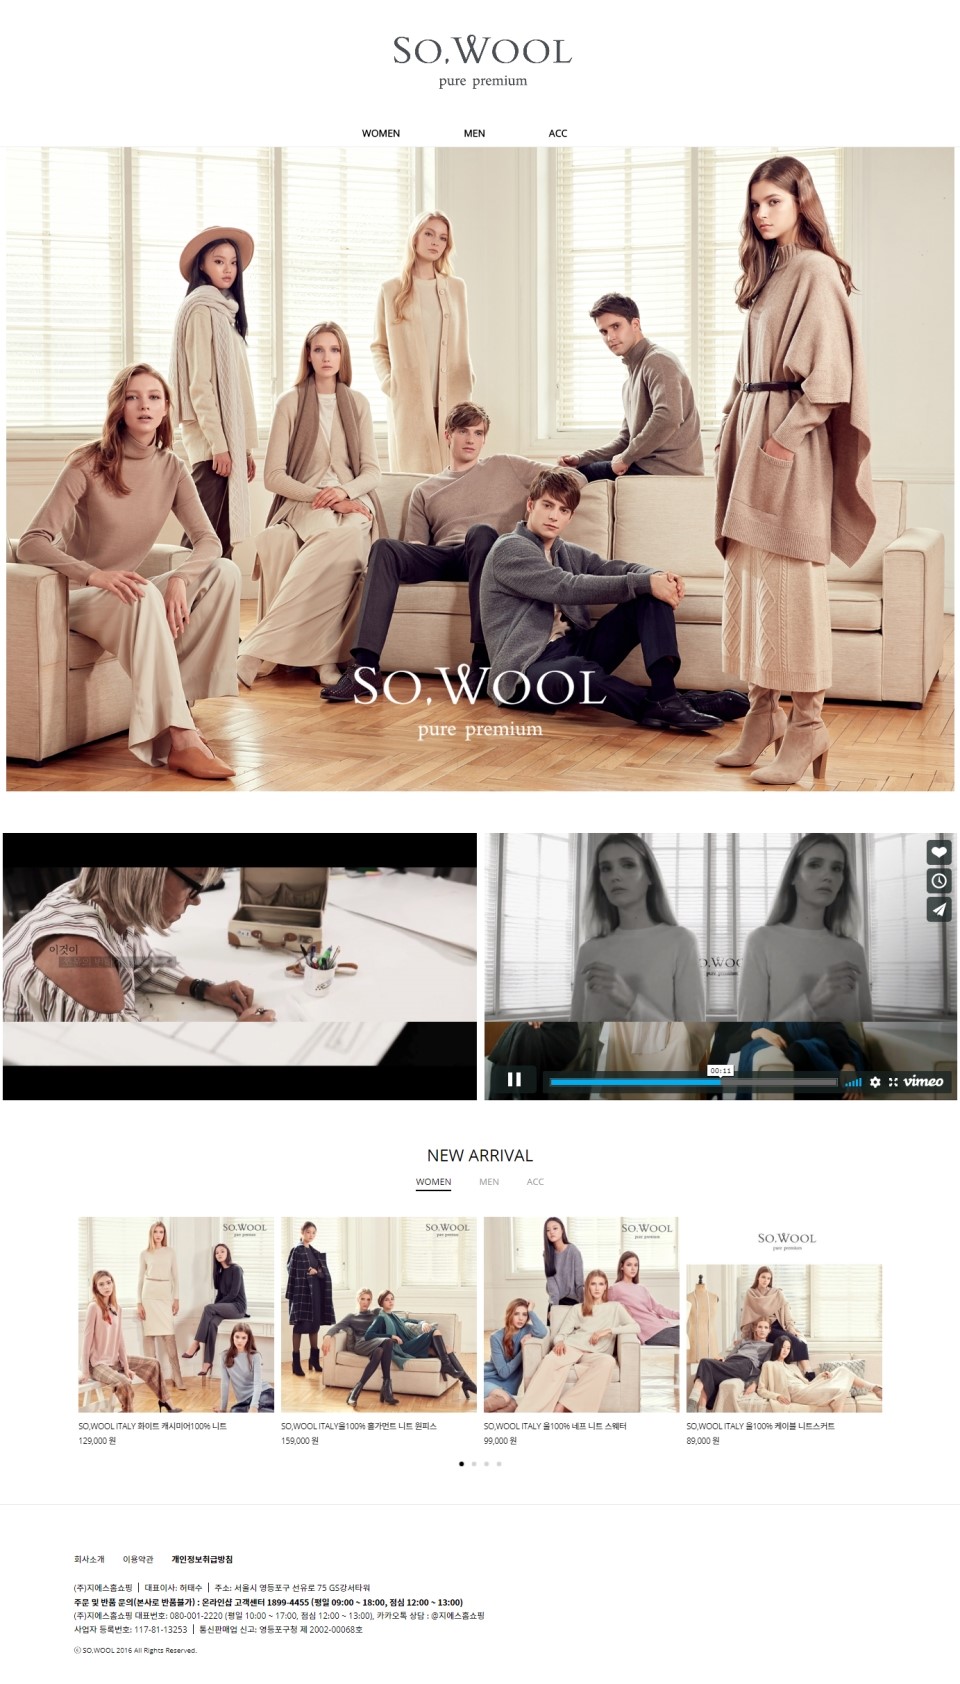 SO,WOOL
pure premium
WOMEN MEN ACC
SO,WOOL
pure premium
이것이
00:11
vimeo
NEW ARRIVAL
WOMEN MEN ACC
SO,WOOL
pure premium
SO,WOOL
pure premium
SO,WOOL
pure premium
SO,WOOL
pure premium
SO,WOOL ITALY 화이트 캐시미어100% 니트
129,000 원
SO,WOOL ITALY울100% 홀가먼트 니트 원피스
159,000 원
SO,WOOL ITALY 울100% 네프 니트 스웨터
99,000 원
SO,WOOL ITALY 울100% 케이블 니트스커트
89,000 원
회사소개 이용약관 개인정보취급방침
(주)지에스홈쇼핑 | 대표이사: 허태수 | 주소: 서울시 영등포구 선유로 75 GS강서타워
주문 및 반품 문의(본사로 반품불가) : 온라인샵 고객센터 1899-4455 (평일 09:00 ~ 18:00, 점심 12:00 ~ 13:00)
(주)지에스홈쇼핑 대표번호: 080-001-2220 (평일 10:00 ~ 17:00, 점심 12:00 ~ 13:00), 카카오톡 상담 : @지에스홈쇼핑
사업자 등록번호: 117-81-13253 | 통신판매업 신고: 영등포구청 제 2002-00068호
ⓒ SO,WOOL 2016 All Rights Reserved.